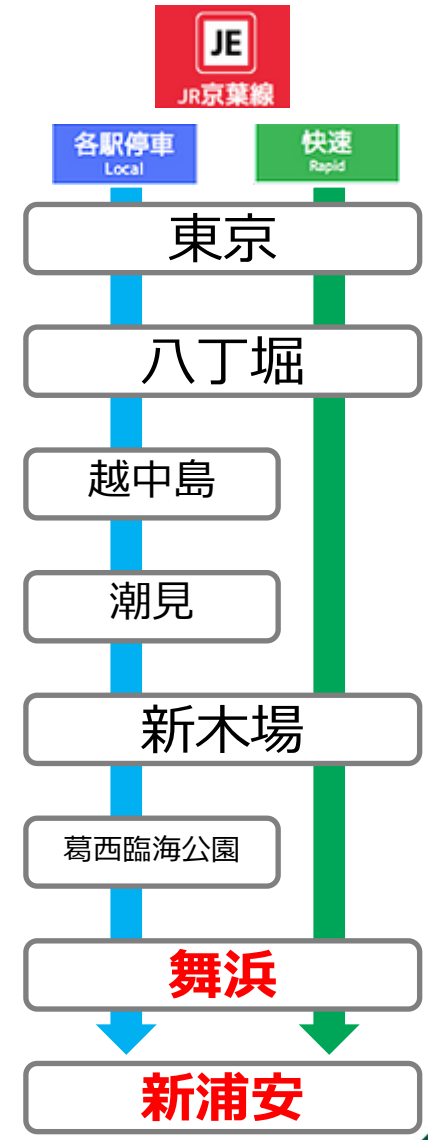 JE
JR京葉線
各駅停車 快速
Local Rapid
東京
八丁堀
越中島
潮見
新木場
葛西臨海公園
舞浜
新浦安